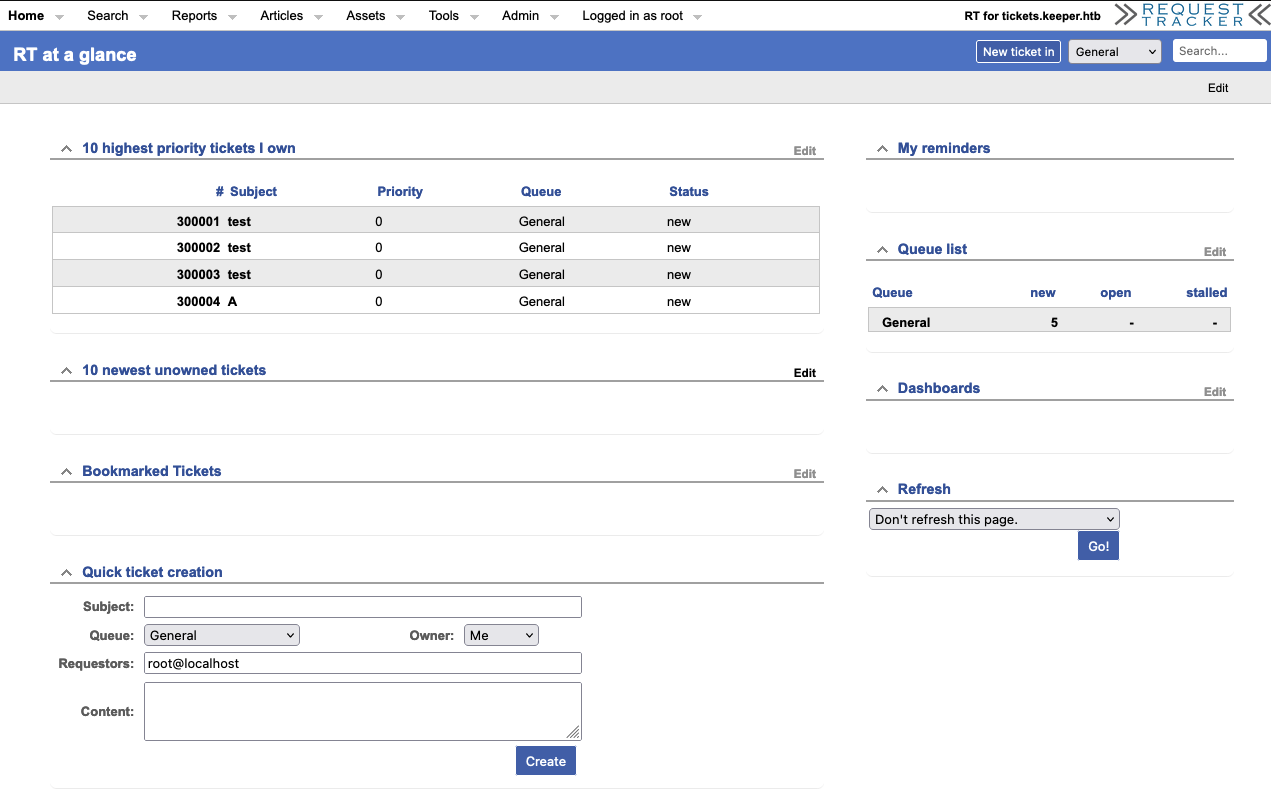 Home Search Reports Articles Assets Tools Admin Logged in as root RT for tickets.keeper.htb REQUEST TRACKER
RT at a glance New ticket in General Search...
Edit
10 highest priority tickets I own Edit
# Subject Priority Queue Status
300001 test 0 General new
300002 test 0 General new
300003 test 0 General new
300004 A 0 General new
10 newest unowned tickets Edit
Bookmarked Tickets Edit
Quick ticket creation
Subject:
Queue: General Owner: Me
Requestors: root@localhost
Content:
Create
My reminders
Queue list Edit
Queue new open stalled
General 5 - -
Dashboards Edit
Refresh
Don't refresh this page.
Go!